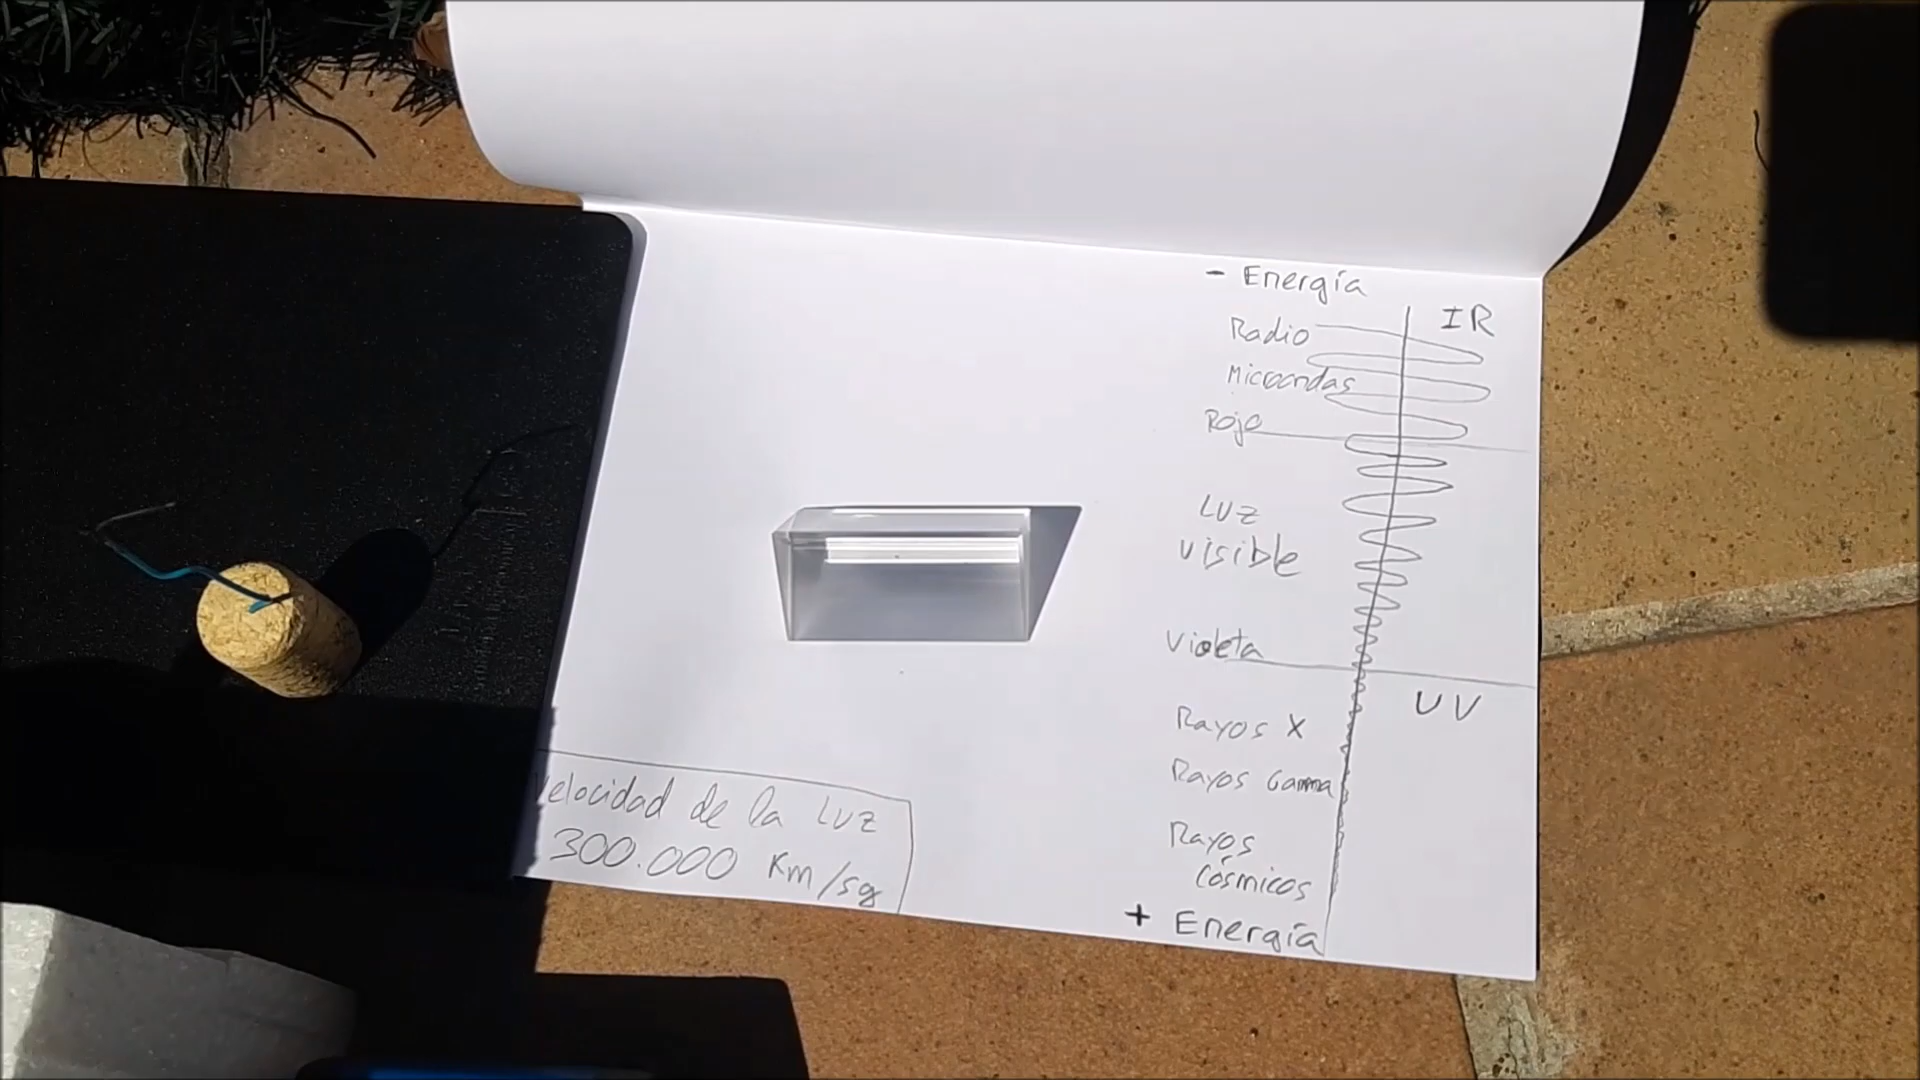 - Energía
IR
Radio
Microondas
Rojo
Luz
visible
Violeta
UV
Rayos X
Rayos Gamma
Rayos
Cósmicos
+ Energía
Velocidad de la Luz
300.000 Km/sg